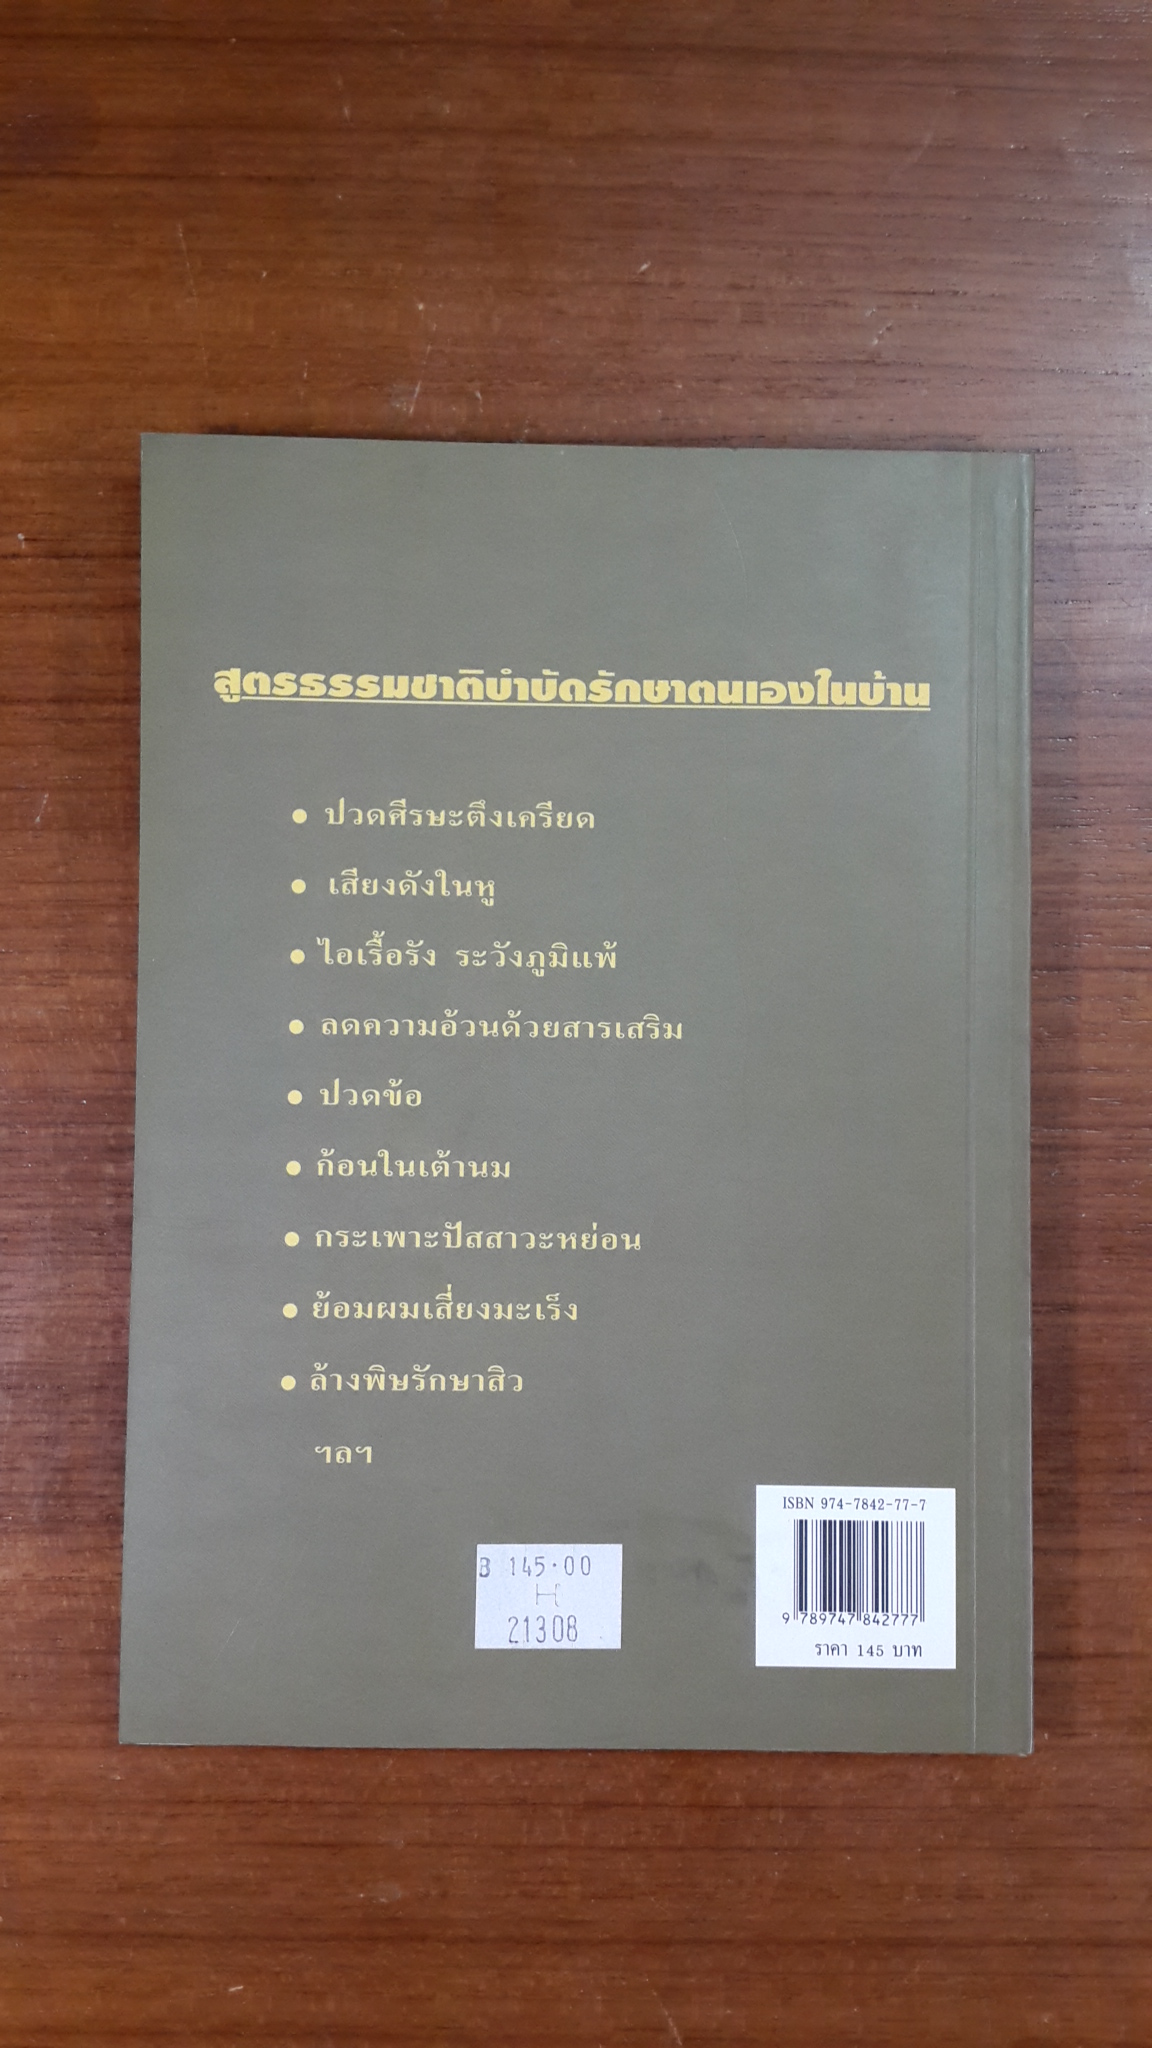 สูตรธรรมชาติบำบัดรักษาตนเองในบ้าน
• ปวดศีรษะตึงเครียด
• เสียงดังในหู
• ไอเรื้อรัง ระวังภูมิแพ้
• ลดความอ้วนด้วยสารเสริม
• ปวดข้อ
• ก้อนในเต้านม
• กระเพาะปัสสาวะหย่อน
• ย้อมผมเสี่ยงมะเร็ง
• ล้างพิษรักษาสิว
ฯลฯ
B 145.00
H
21308
ISBN 974-7842-77-7
9 789747 842777
ราคา 145 บาท